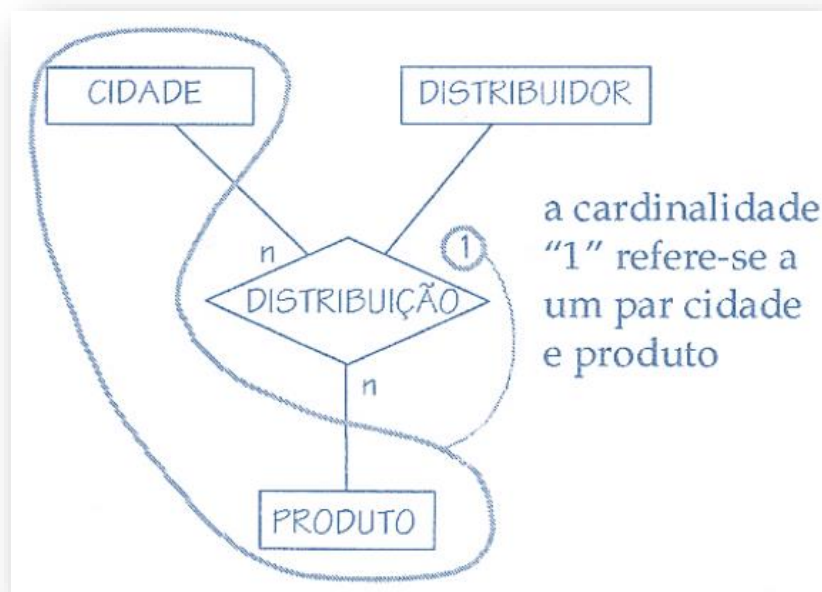 CIDADE
DISTRIBUIDOR
n
1
DISTRIBUIÇÃO
n
PRODUTO
a cardinalidade
“1” refere-se a
um par cidade
e produto